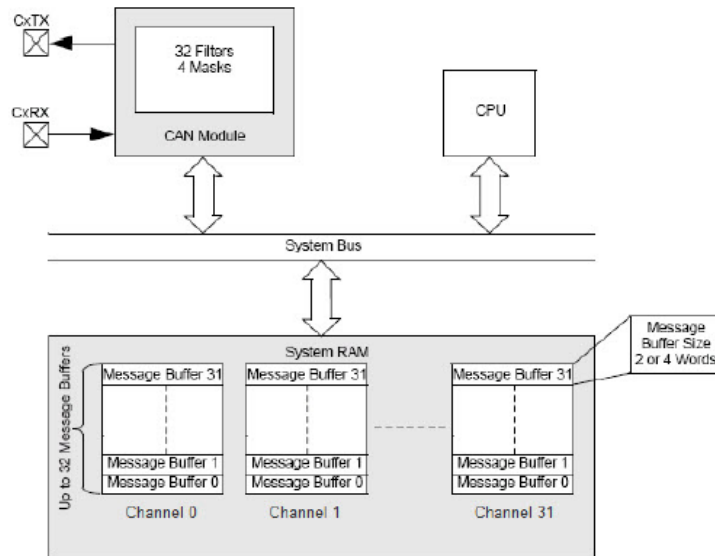 CxTX
32 Filters
4 Masks
CxRX
CAN Module
CPU
System Bus
System RAM
Message
Buffer Size
2 or 4 Words
Up to 32 Message Buffers
Message Buffer 31
Message Buffer 31
Message Buffer 31
Message Buffer 1
Message Buffer 1
Message Buffer 1
Message Buffer 0
Message Buffer 0
Message Buffer 0
Channel 0
Channel 1
Channel 31